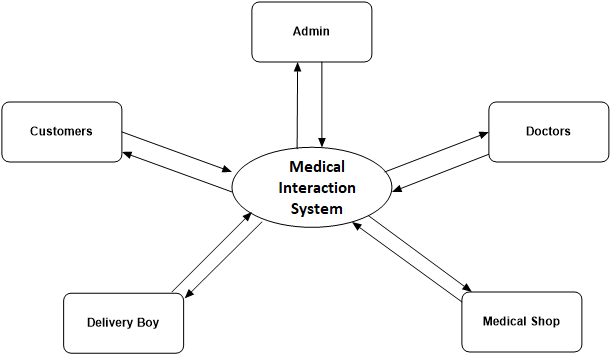 Admin
Customers
Doctors
Medical
Interaction
System
Delivery Boy
Medical Shop